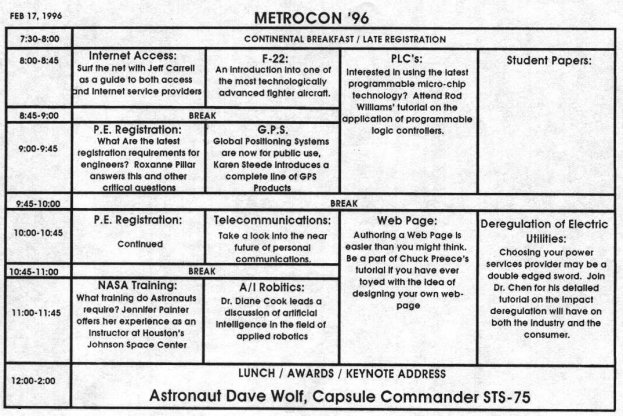 FEB 17, 1996
METROCON '96
7:30-8:00
CONTINENTAL BREAKFAST / LATE REGISTRATION
8:00-8:45
Internet Access:
Surf the net with Jeff Carrell
as a guide to both access
and internet service providers
F-22:
An introduction into one of
the most technologically
advanced fighter aircraft.
PLC's:
Interested in using the latest
programmable micro-chip
technology? Attend Rod
Williams' tutorial on the
application of programmable
logic controllers.
Student Papers:
8:45-9:00
BREAK
9:00-9:45
P.E. Registration:
What Are the latest
registration requirements for
engineers? Roxanne Pillar
answers this and other
critical questions
G.P.S.
Global Positioning Systems
are now for public use,
Karen Steede introduces a
complete line of GPS
Products
9:45-10:00
BREAK
10:00-10:45
P.E. Registration:
Continued
Telecommunications:
Take a look into the near
future of personal
communications.
Web Page:
Authoring a Web Page is
easier than you might think.
Be a part of Chuck Preece's
tutorial if you have ever
toyed with the idea of
designing your own web-
page
Deregulation of Electric
Utilities:
Choosing your power
services provider may be a
double edged sword. Join
Dr. Chen for his detailed
tutorial on the impact
deregulation will have on
both the industry and the
consumer.
10:45-11:00
BREAK
11:00-11:45
NASA Training:
What training do Astronauts
require? Jennifer Painter
offers her experience as an
instructor at Houston's
Johnson Space Center
A/I Robitics:
Dr. Diane Cook leads a
discussion of artificial
intelligence in the field of
applied robotics
12:00-2:00
LUNCH / AWARDS / KEYNOTE ADDRESS
Astronaut Dave Wolf, Capsule Commander STS-75